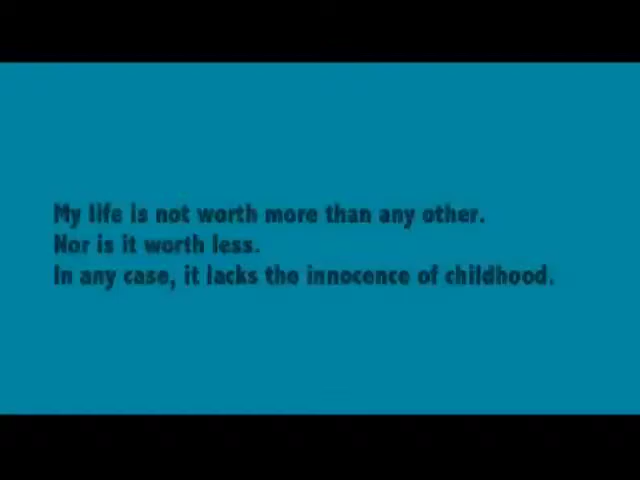 My life is not worth more than any other.
Nor is it worth less.
In any case, it lacks the innocence of childhood.